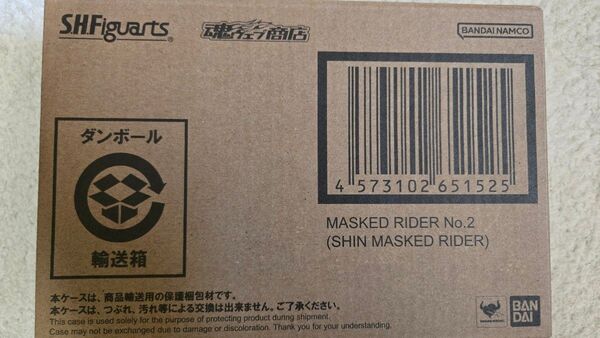 S.H.Figuarts®
魂ウェブ商店
BANDAI NAMCO
ダンボール
輸送箱
4 573102 651525
MASKED RIDER No.2
(SHIN MASKED RIDER)
本ケースは、商品輸送用の保護梱包材です。
本ケースは、つぶれ、汚れ等による交換は出来ません。ご了承ください。
This case is used solely for the purpose of protecting product during shipment.
Case may not be exchanged due to damage or discoloration. Thank you for your understanding.
BAN
DAI